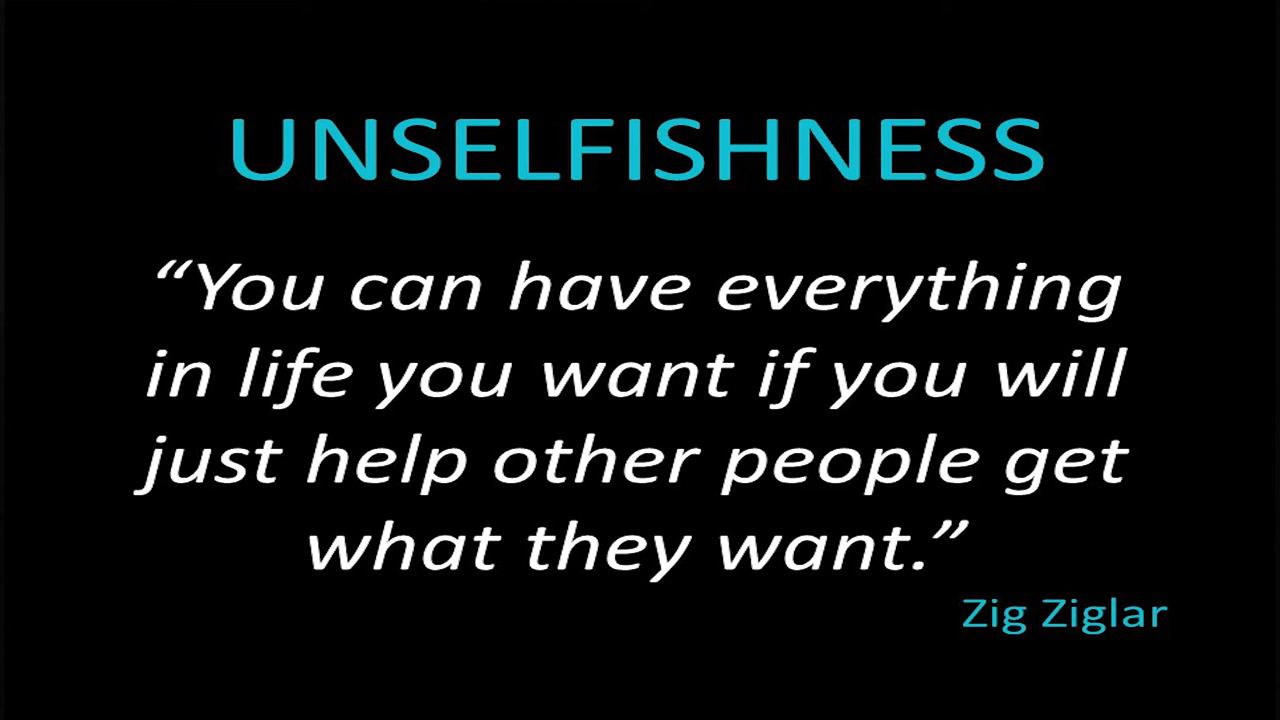 UNSELFISHNESS
“You can have everything
in life you want if you will
just help other people get
what they want.”
Zig Ziglar